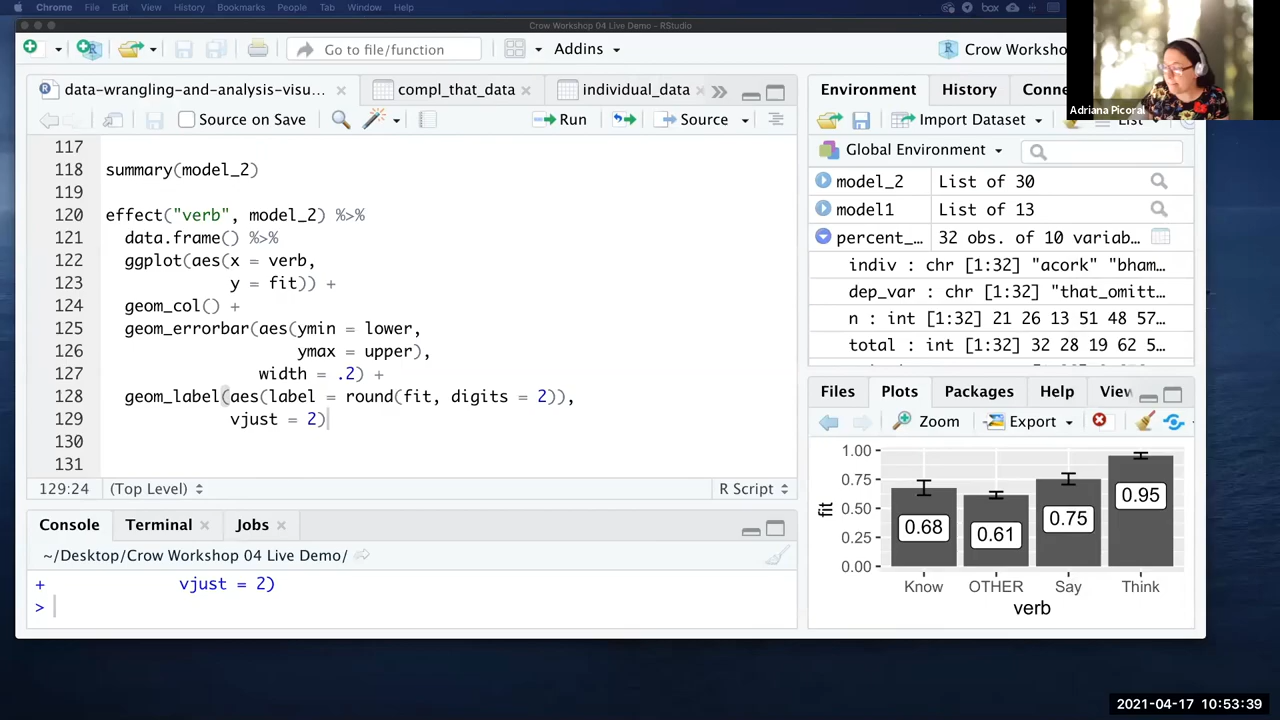 Chrome File Edit View History Bookmarks People Tab Window Help box
Crow Workshop 04 Live Demo - RStudio
Go to file/function Addins Crow Worksho
Adriana Picoral
data-wrangling-and-analysis-visu... compl_that_data individual_data
Source on Save Run Source
117
118 summary(model_2)
119
120 effect("verb", model_2) %>%
121 data.frame() %>%
122 ggplot(aes(x = verb,
123 y = fit)) +
124 geom_col() +
125 geom_errorbar(aes(ymin = lower,
126 ymax = upper),
127 width = .2) +
128 geom_label(aes(label = round(fit, digits = 2)),
129 vjust = 2)
130
131
129:24 (Top Level) R Script
Console Terminal Jobs
~/Desktop/Crow Workshop 04 Live Demo/
+ vjust = 2)
>
Environment History Conne
Import Dataset List
Global Environment
model_2 List of 30
model1 List of 13
percent_... 32 obs. of 10 variab...
indiv : chr [1:32] "acork" "bham...
dep_var : chr [1:32] "that_omitt...
n : int [1:32] 21 26 13 51 48 57...
total : int [1:32] 32 28 19 62 5...
Files Plots Packages Help View
Zoom Export
1.00
0.75
0.50
0.25
0.00
fit
0.68 0.61 0.75 0.95
Know OTHER Say Think
verb
2021-04-17 10:53:39